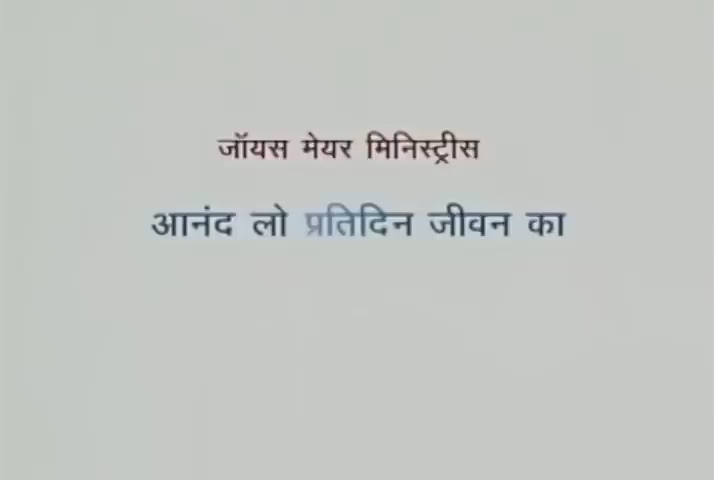 जॉयस मेयर मिनिस्ट्रीस
आनंद लो प्रतिदिन जीवन का